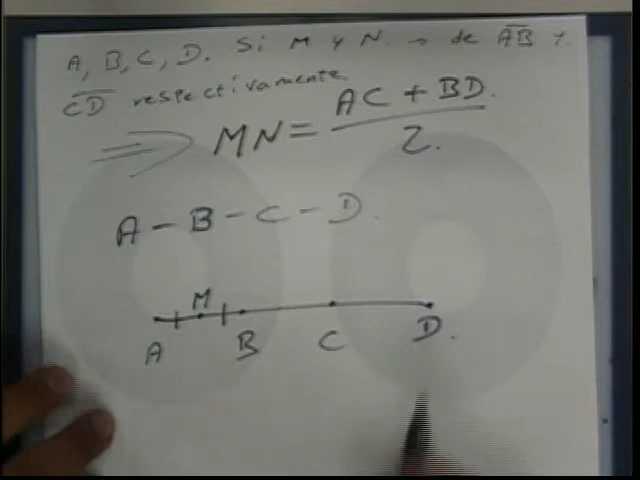 A, B, C, D. Si M y N. → de AB y
CD respectivamente.
⇒ MN = AC + BD.
2.
A - B - C - D.
M
A B C D.